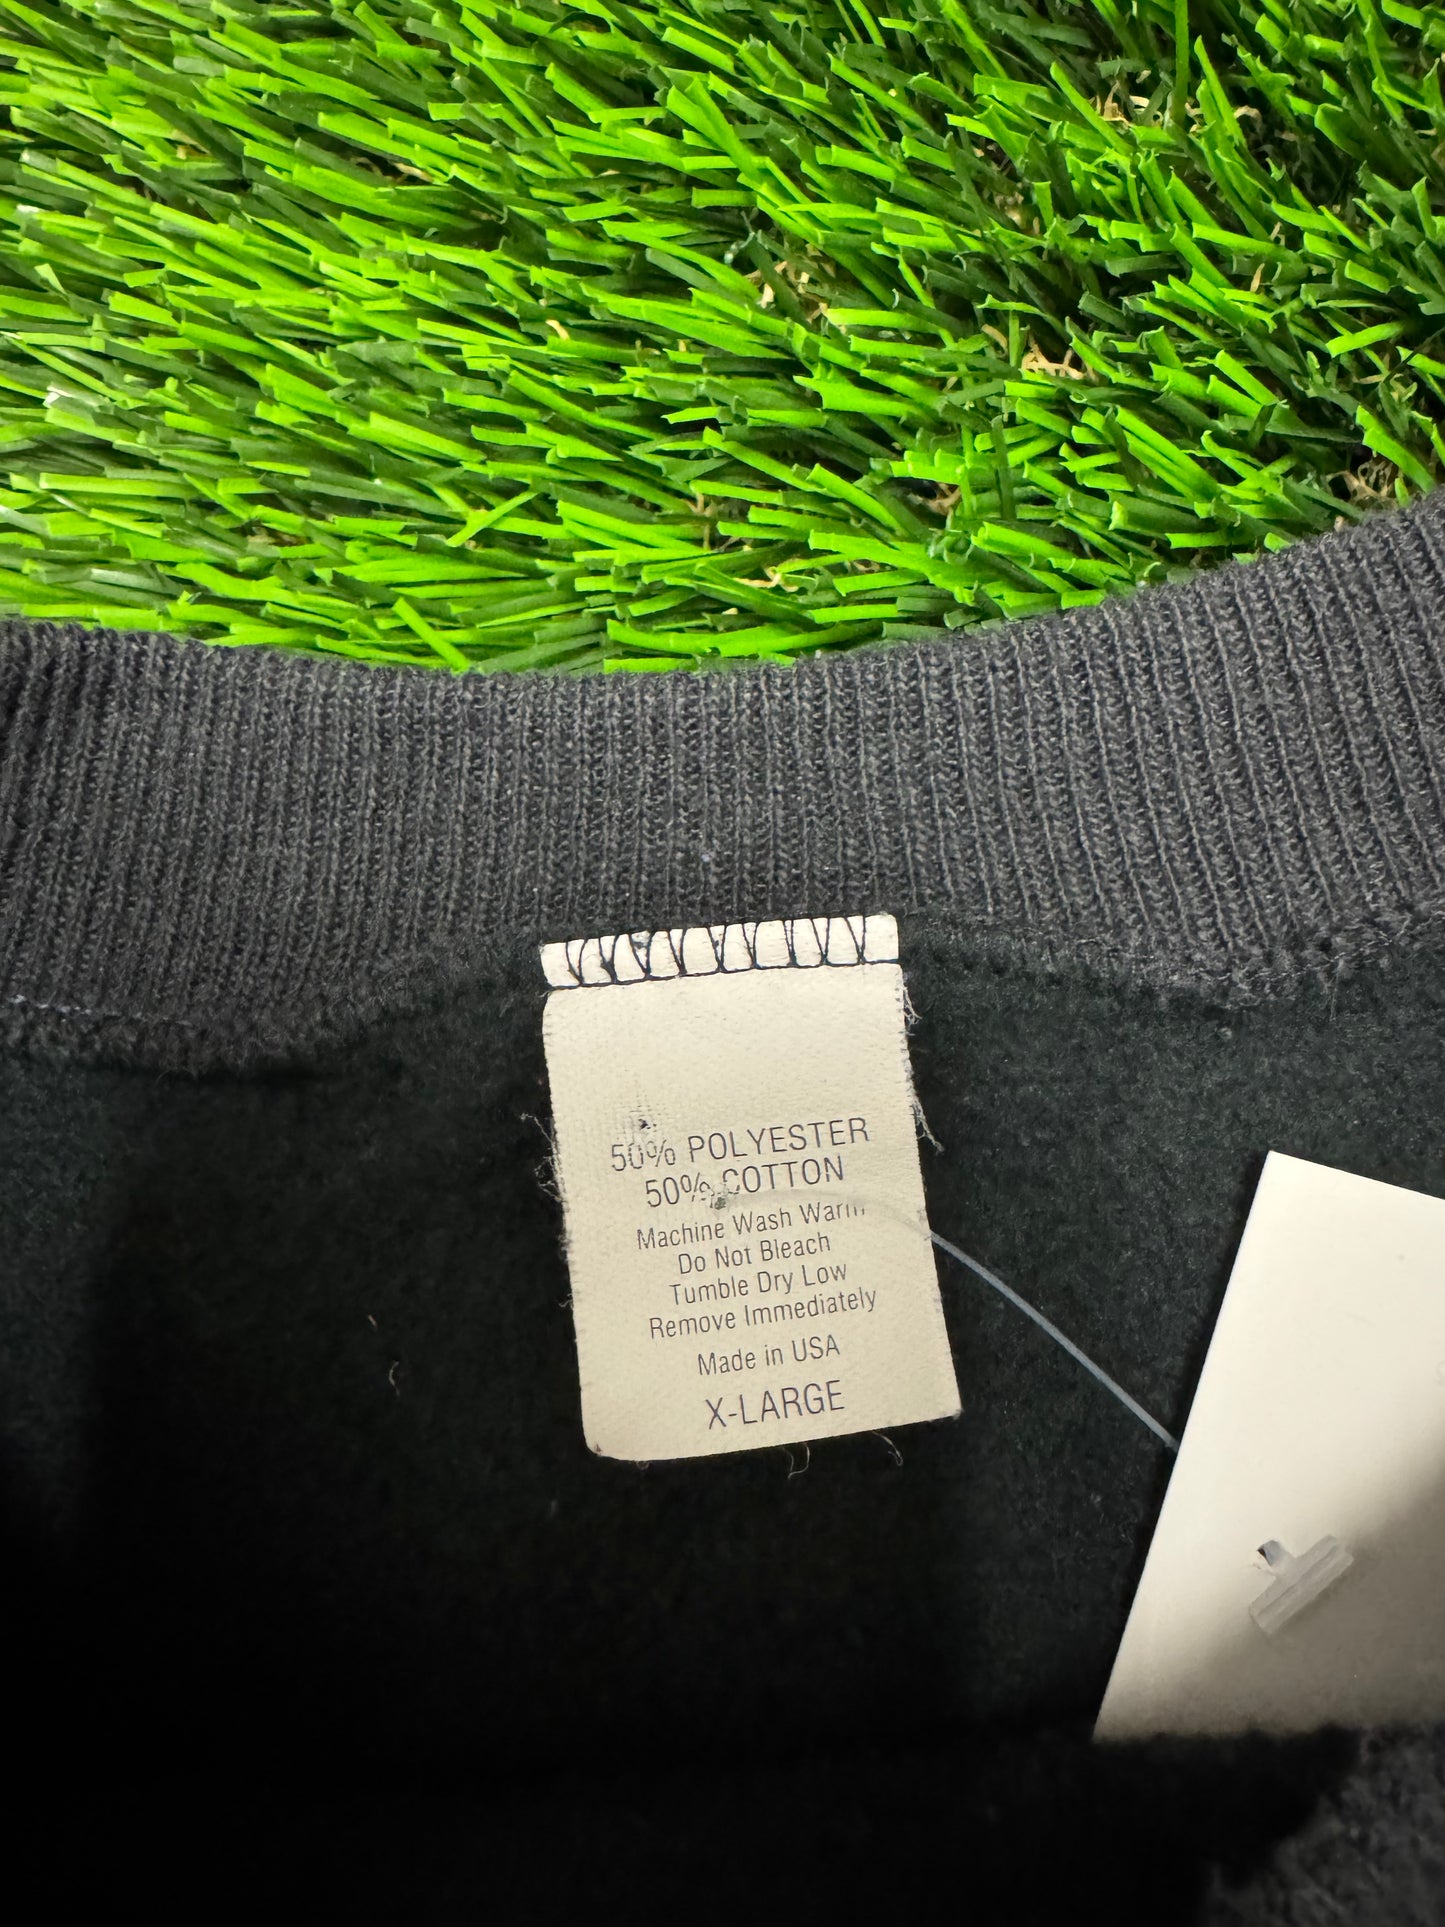 50% POLYESTER
50% COTTON
Machine Wash Warm
Do Not Bleach
Tumble Dry Low
Remove Immediately
Made in USA
X-LARGE